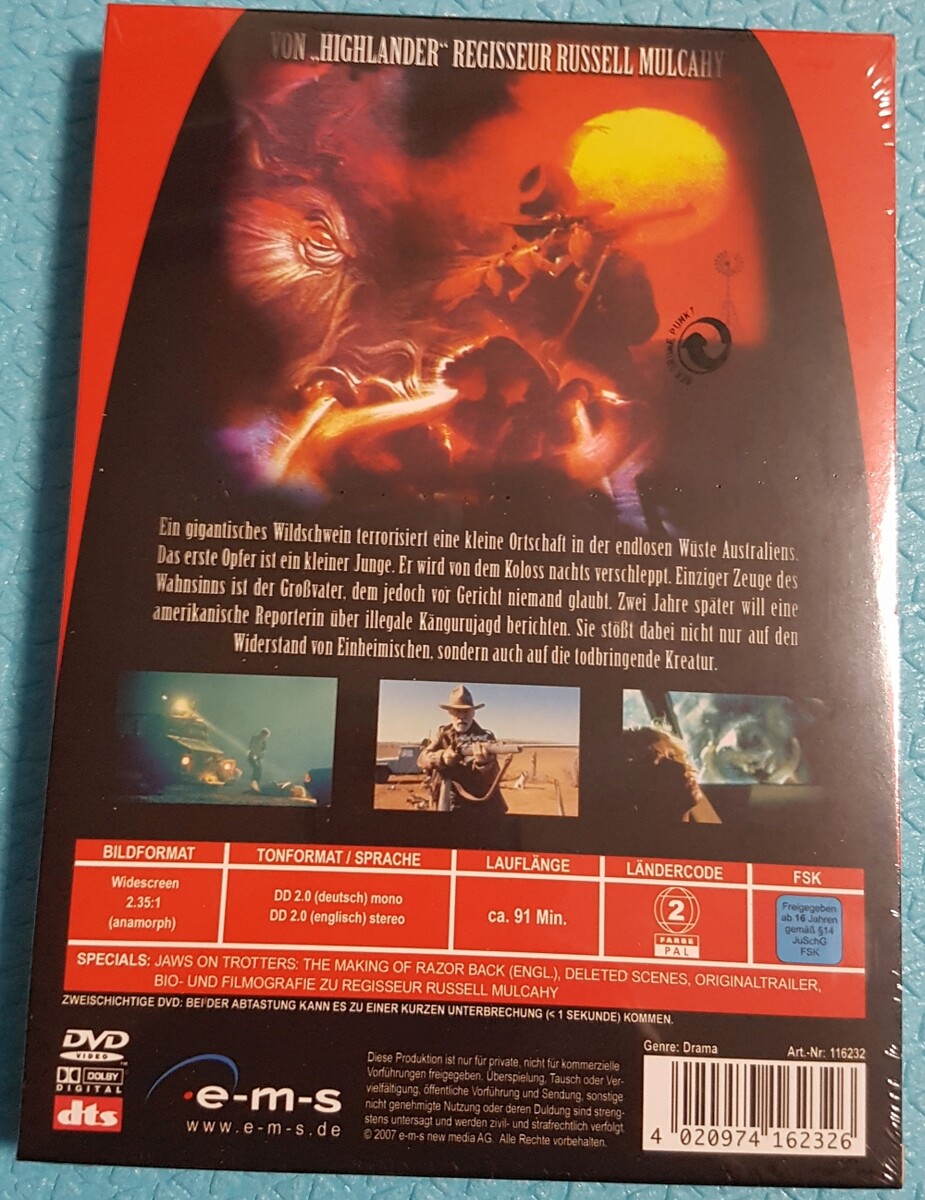 VON „HIGHLANDER“ REGISSEUR RUSSELL MULCAHY
DER GRÜNE PUNKT
Ein gigantisches Wildschwein terrorisiert eine kleine Ortschaft in der endlosen Wüste Australiens.
Das erste Opfer ist ein kleiner Junge. Er wird von dem Koloss nachts verschleppt. Einziger Zeuge des
Wahnsinns ist der Großvater, dem jedoch vor Gericht niemand glaubt. Zwei Jahre später will eine
amerikanische Reporterin über illegale Kängurujagd berichten. Sie stößt dabei nicht nur auf den
Widerstand von Einheimischen, sondern auch auf die todbringende Kreatur.
BILDFORMAT
Widescreen
2.35:1
(anamorph)
TONFORMAT / SPRACHE
DD 2.0 (deutsch) mono
DD 2.0 (englisch) stereo
LAUFLÄNGE
ca. 91 Min.
LÄNDERCODE
2
FARBE
PAL
FSK
Freigegeben
ab 16 Jahren
gemäß §14
JuSchG
FSK
SPECIALS: JAWS ON TROTTERS: THE MAKING OF RAZOR BACK (ENGL.), DELETED SCENES, ORIGINALTRAILER,
BIO- UND FILMOGRAFIE ZU REGISSEUR RUSSELL MULCAHY
ZWEISCHICHTIGE DVD: BEI DER ABTASTUNG KANN ES ZU EINER KURZEN UNTERBRECHUNG (< 1 SEKUNDE) KOMMEN.
DVD
VIDEO
DOLBY
DIGITAL
dts
e-m-s
www.e-m-s.de
Diese Produktion ist nur für private, nicht für kommerzielle
Vorführungen freigegeben. Überspielung, Tausch oder Ver-
vielfältigung, öffentliche Vorführung und Sendung, sonstige
nicht genehmigte Nutzung oder deren Duldung sind streng-
stens untersagt und werden zivil- und strafrechtlich verfolgt.
© 2007 e-m-s new media AG. Alle Rechte vorbehalten.
Genre: Drama
Art.-Nr: 116232
4 020974 162326